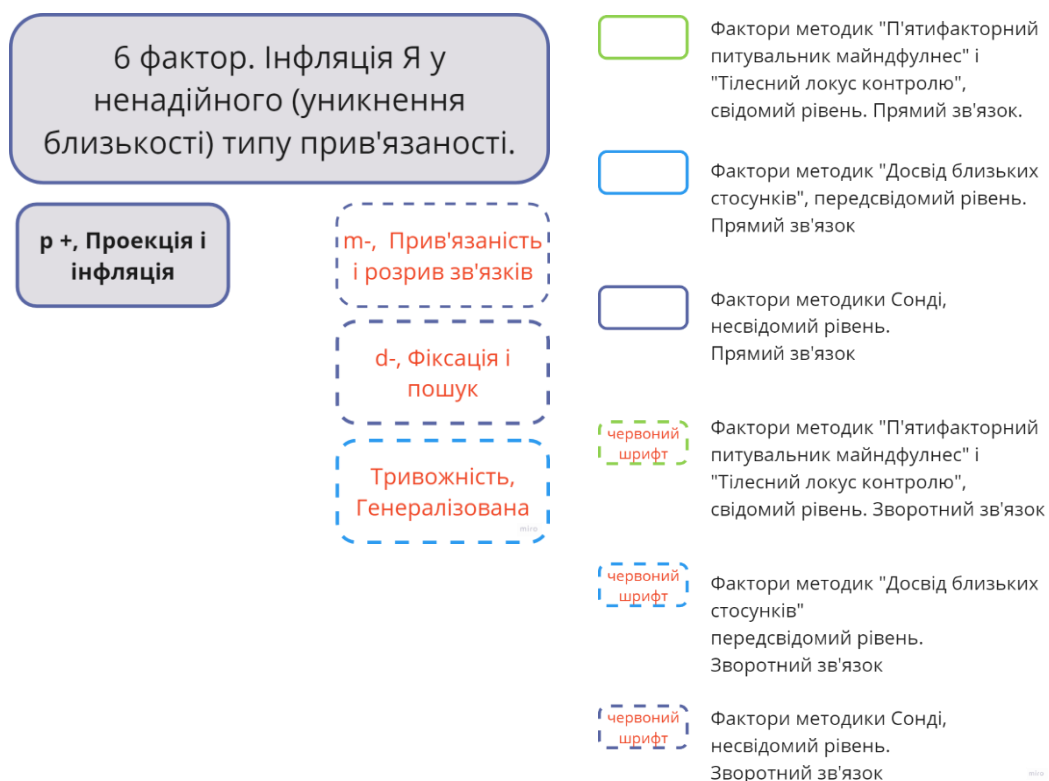 6 фактор. Інфляція Я у
ненадійного (уникнення
близькості) типу прив'язаності.
p +, Проекція і
інфляція
m-, Прив'язаність
і розрив зв'язків
d-, Фіксація і
пошук
Тривожність,
Генералізована
miro
Фактори методик "П'ятифакторний
питувальник майндфулнес" і
"Тілесний локус контролю",
свідомий рівень. Прямий зв'язок.
Фактори методик "Досвід близьких
стосунків", передсвідомий рівень.
Прямий зв'язок
Фактори методики Сонді,
несвідомий рівень.
Прямий зв'язок
червоний
шрифт
Фактори методик "П'ятифакторний
питувальник майндфулнес" і
"Тілесний локус контролю",
свідомий рівень. Зворотний зв'язок
червоний
шрифт
Фактори методик "Досвід близьких
стосунків"
передсвідомий рівень.
Зворотний зв'язок
червоний
шрифт
Фактори методики Сонді,
несвідомий рівень.
Зворотний зв'язок
miro